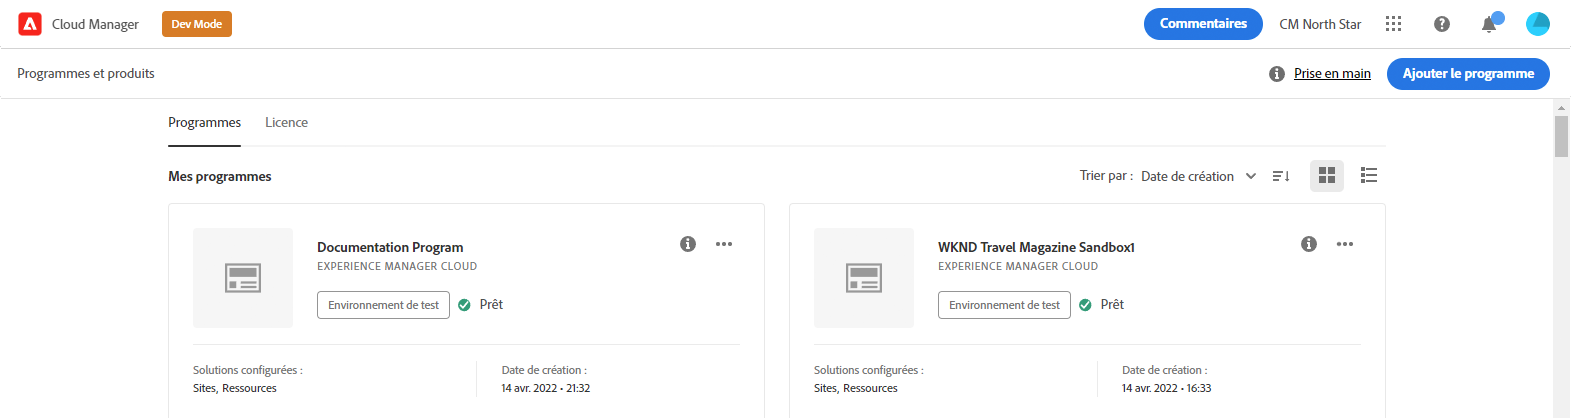 Cloud Manager Dev Mode Commentaires CM North Star
Programmes et produits Prise en main Ajouter le programme
Programmes Licence
Mes programmes Trier par : Date de création
Documentation Program
EXPERIENCE MANAGER CLOUD
Environnement de test Prêt
Solutions configurées : Date de création :
Sites, Ressources 14 avr. 2022 • 21:32
WKND Travel Magazine Sandbox1
EXPERIENCE MANAGER CLOUD
Environnement de test Prêt
Solutions configurées : Date de création :
Sites, Ressources 14 avr. 2022 • 16:33